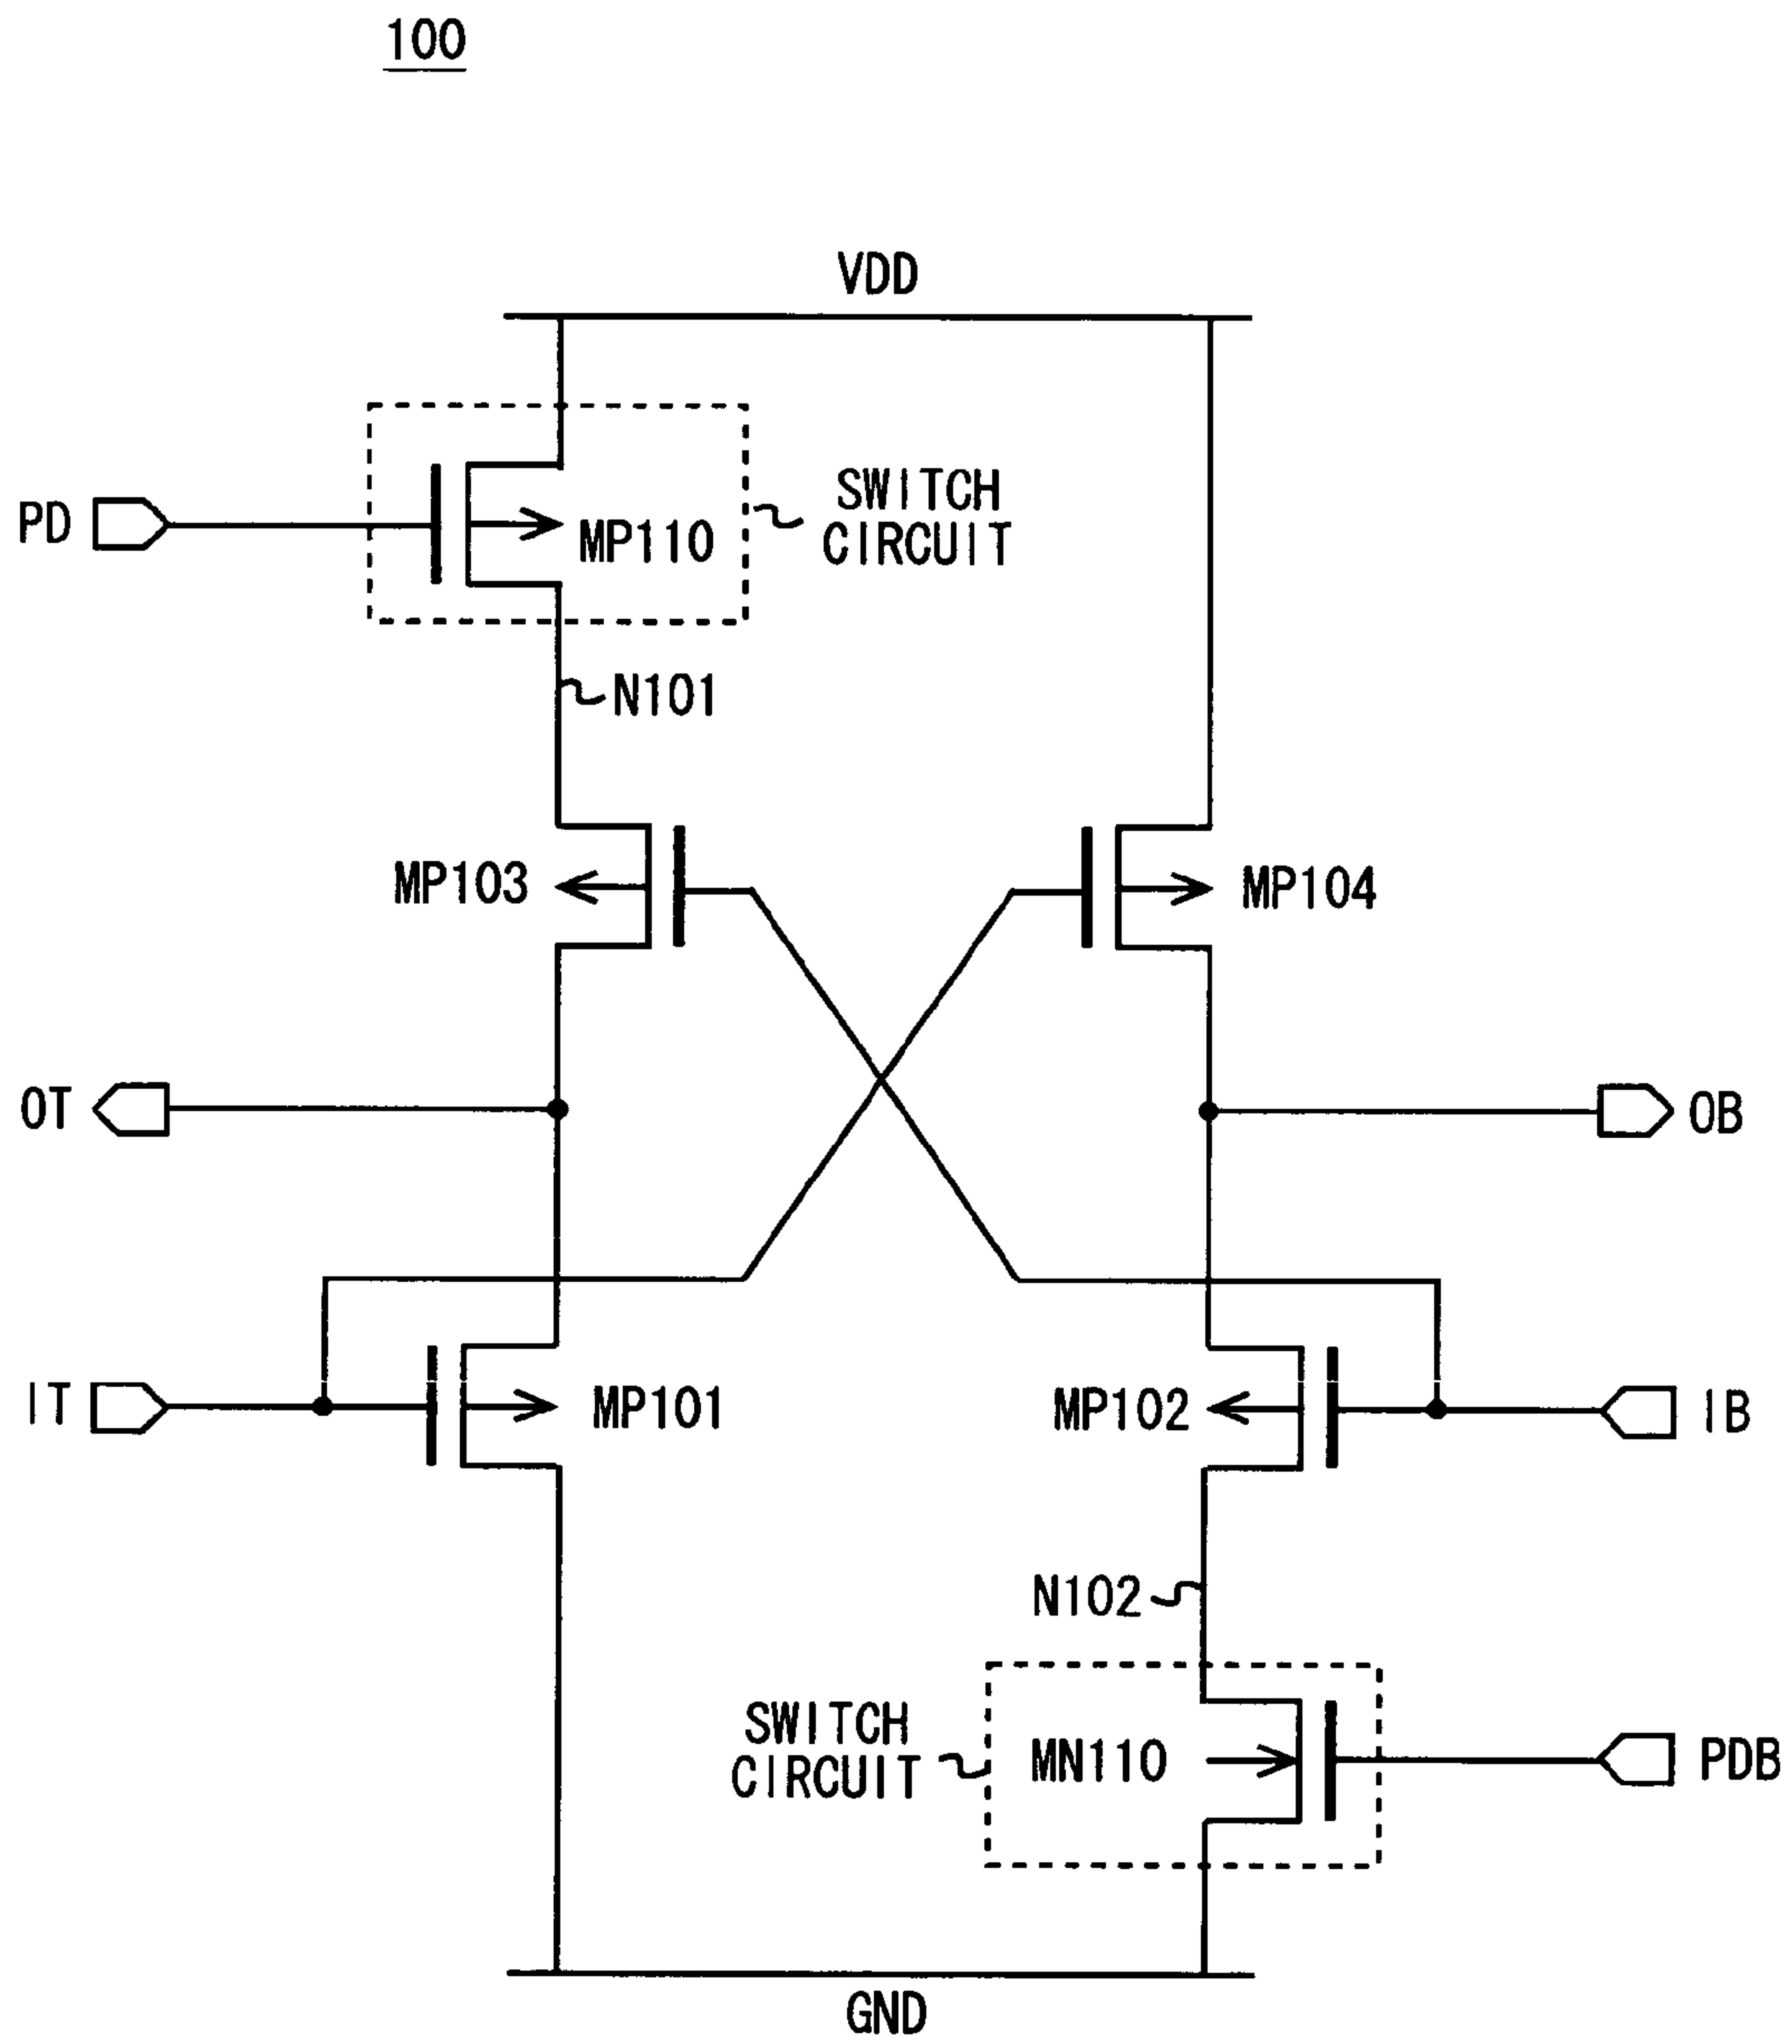 100
VDD
PD
MP110
SWITCH
CIRCUIT
N101
MP103
MP104
OT
OB
IT
MP101
MP102
IB
N102
SWITCH
CIRCUIT
MN110
PDB
GND